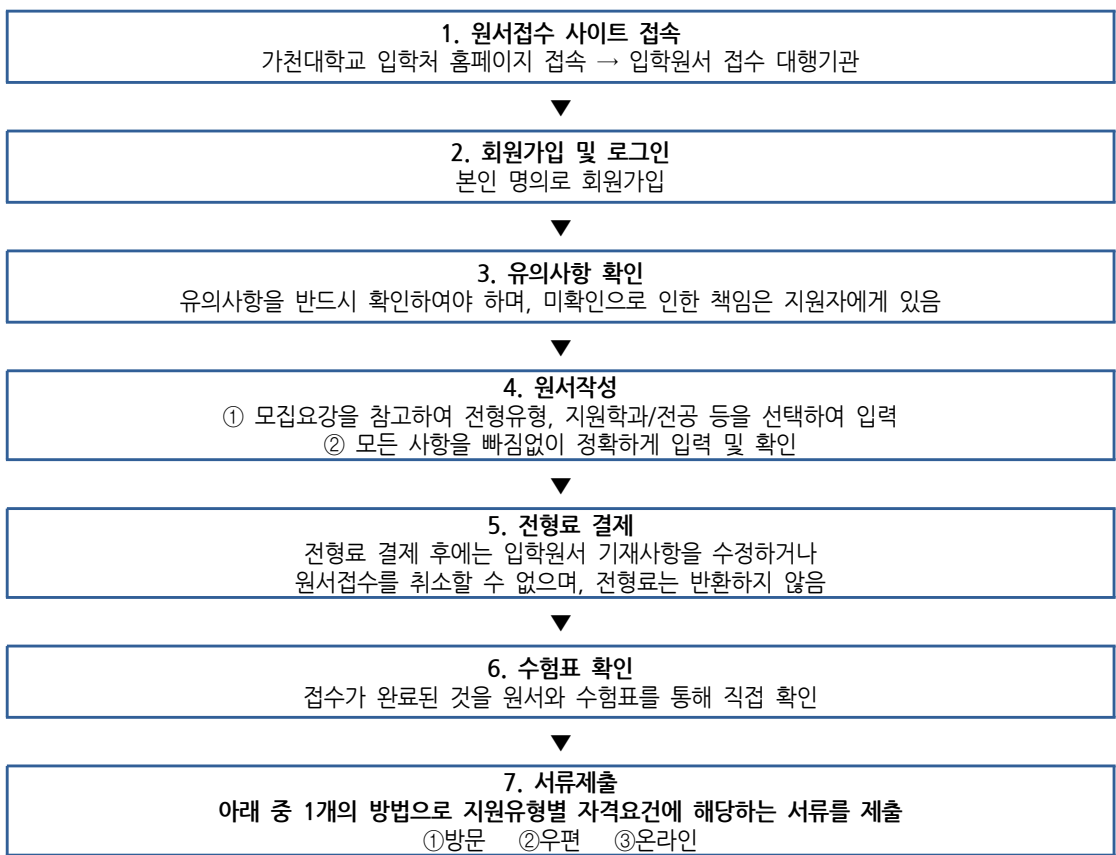 1. 원서접수 사이트 접속
가천대학교 입학처 홈페이지 접속 → 입학원서 접수 대행기관
▼
2. 회원가입 및 로그인
본인 명의로 회원가입
▼
3. 유의사항 확인
유의사항을 반드시 확인하여야 하며, 미확인으로 인한 책임은 지원자에게 있음
▼
4. 원서작성
① 모집요강을 참고하여 전형유형, 지원학과/전공 등을 선택하여 입력
② 모든 사항을 빠짐없이 정확하게 입력 및 확인
▼
5. 전형료 결제
전형료 결제 후에는 입학원서 기재사항을 수정하거나
원서접수를 취소할 수 없으며, 전형료는 반환하지 않음
▼
6. 수험표 확인
접수가 완료된 것을 원서와 수험표를 통해 직접 확인
▼
7. 서류제출
아래 중 1개의 방법으로 지원유형별 자격요건에 해당하는 서류를 제출
①방문 ②우편 ③온라인